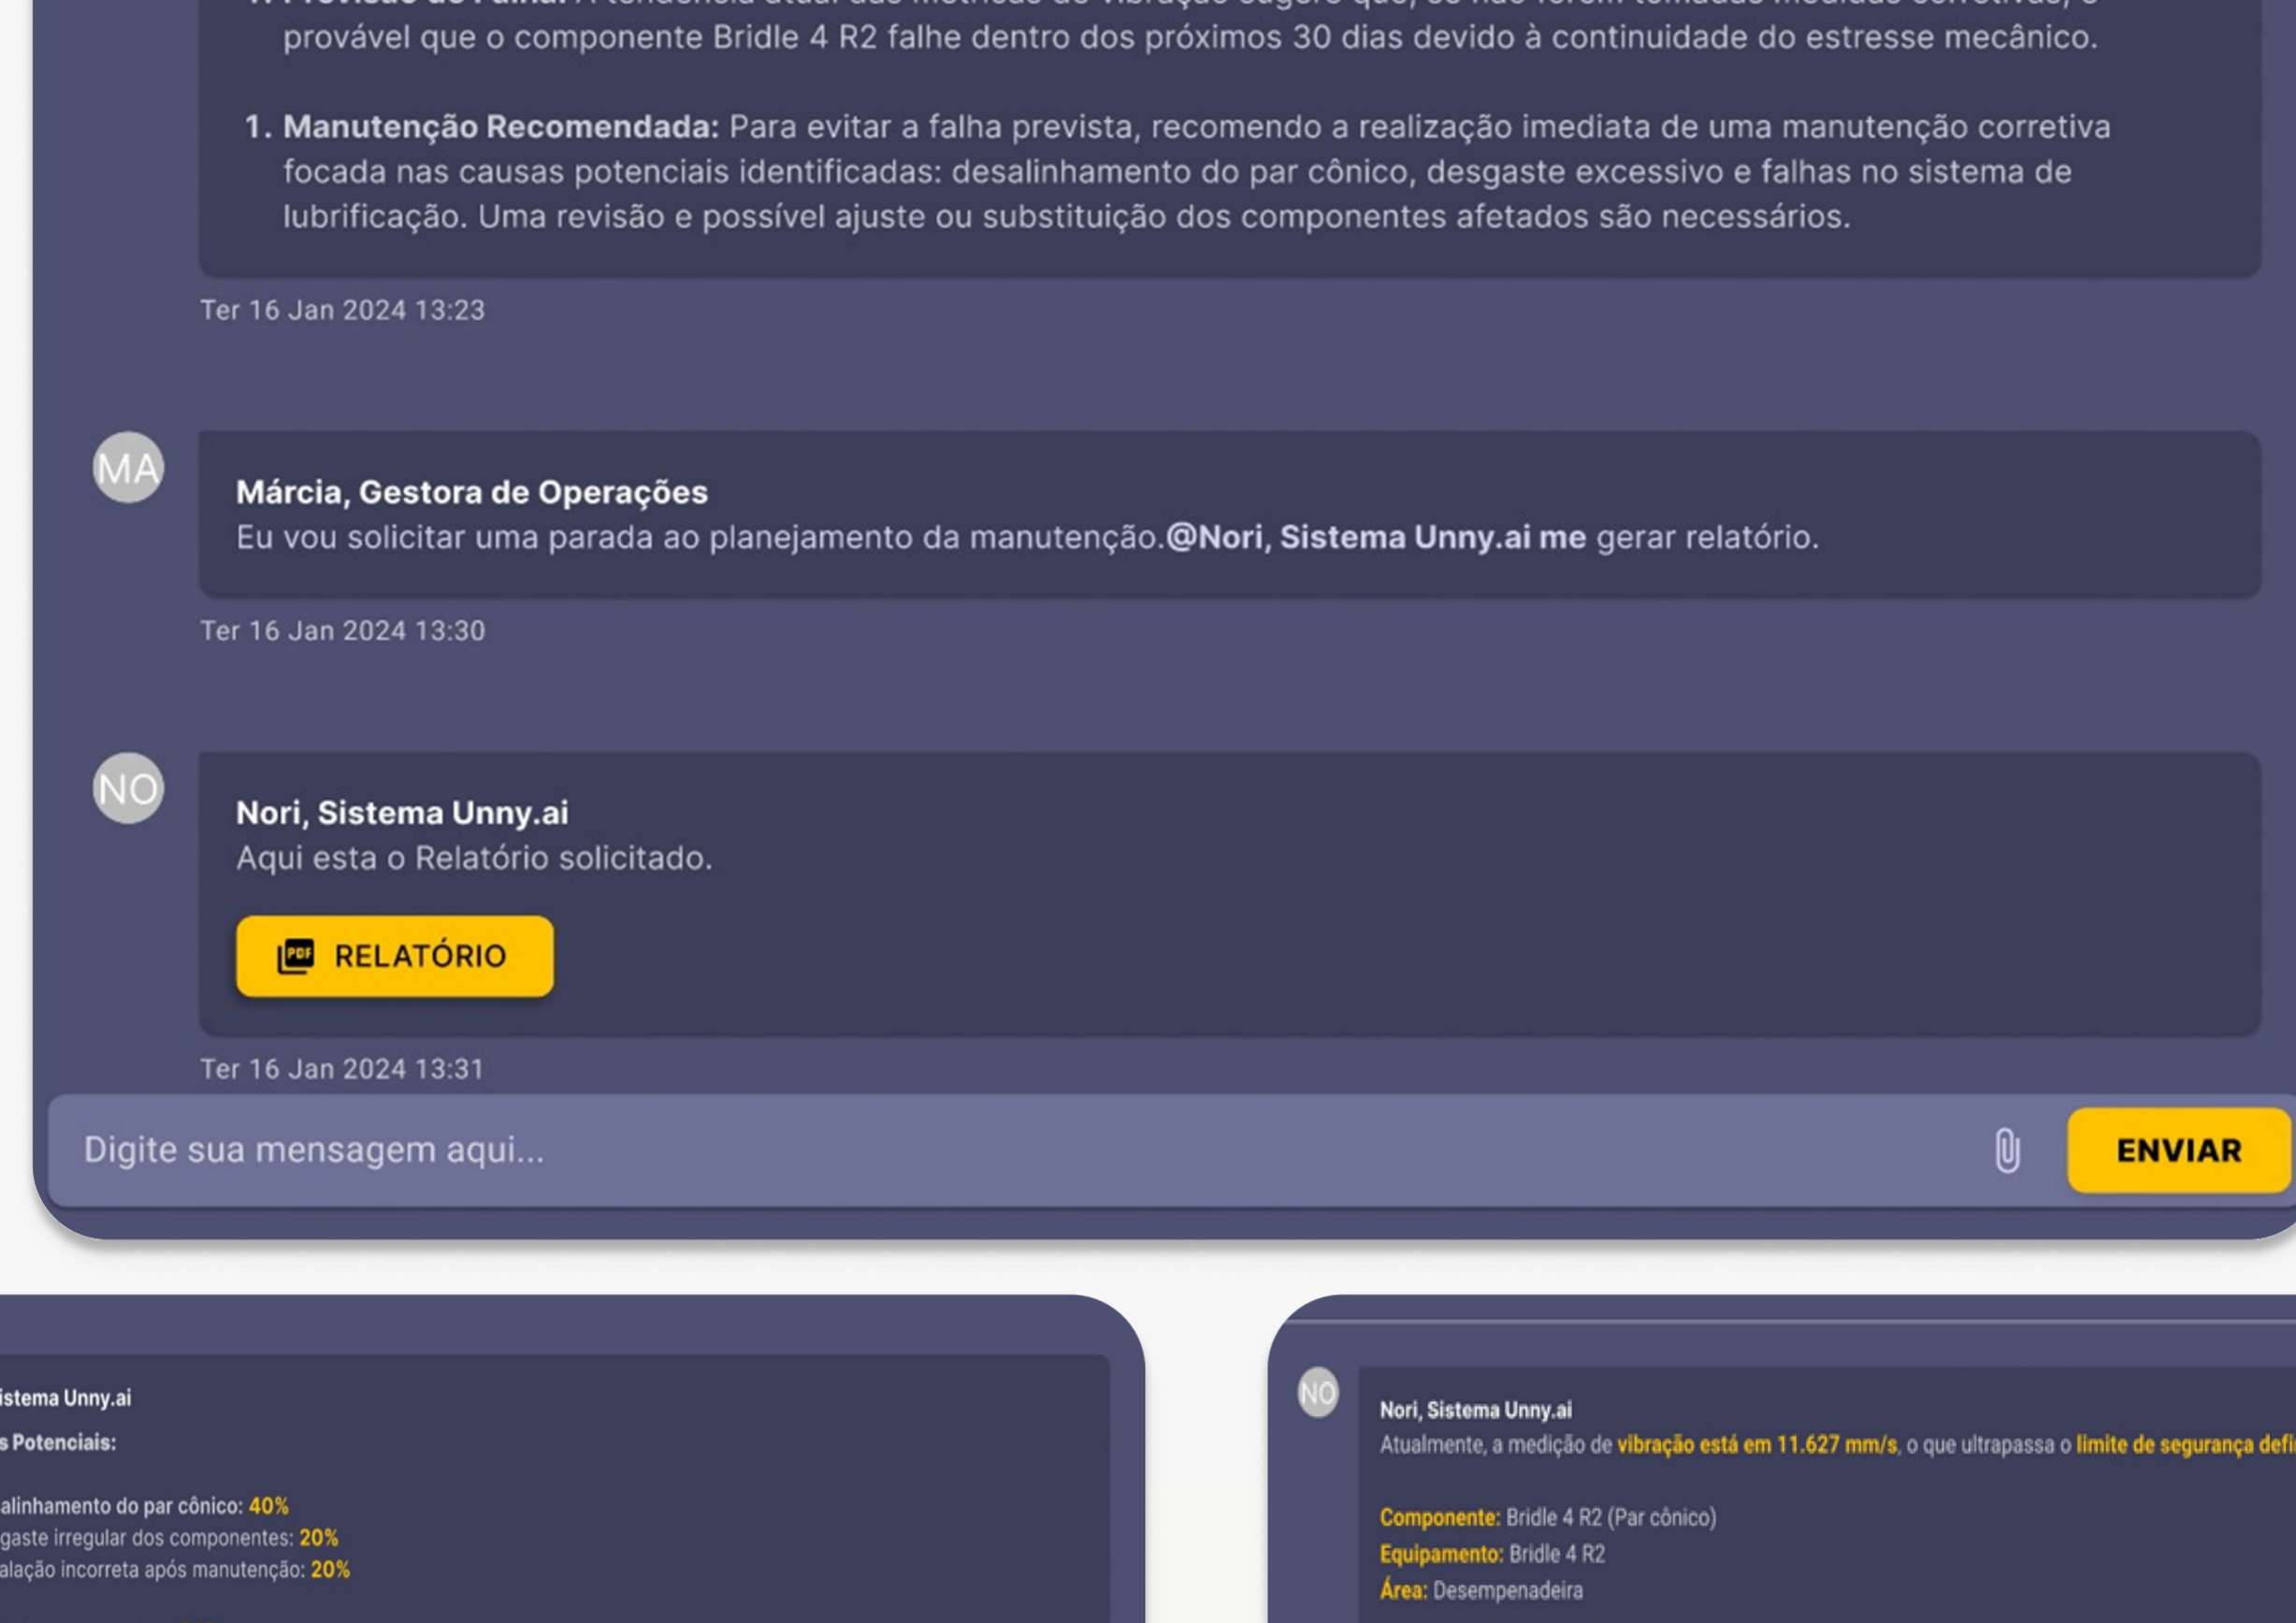 provável que o componente Bridle 4 R2 falhe dentro dos próximos 30 dias devido à continuidade do estresse mecânico.
1. Manutenção Recomendada: Para evitar a falha prevista, recomendo a realização imediata de uma manutenção corretiva
focada nas causas potenciais identificadas: desalinhamento do par cônico, desgaste excessivo e falhas no sistema de
lubrificação. Uma revisão e possível ajuste ou substituição dos componentes afetados são necessários.
Ter 16 Jan 2024 13:23
MA
Márcia, Gestora de Operações
Eu vou solicitar uma parada ao planejamento da manutenção.@Nori, Sistema Unny.ai me gerar relatório.
Ter 16 Jan 2024 13:30
NO
Nori, Sistema Unny.ai
Aqui esta o Relatório solicitado.
PDF RELATÓRIO
Ter 16 Jan 2024 13:31
Digite sua mensagem aqui...
ENVIAR
istema Unny.ai
s Potenciais:
alinhamento do par cônico: 40%
gaste irregular dos componentes: 20%
alação incorreta após manutenção: 20%
NO
Nori, Sistema Unny.ai
Atualmente, a medição de vibração está em 11.627 mm/s, o que ultrapassa o limite de segurança defi
Componente: Bridle 4 R2 (Par cônico)
Equipamento: Bridle 4 R2
Área: Desempenadeira